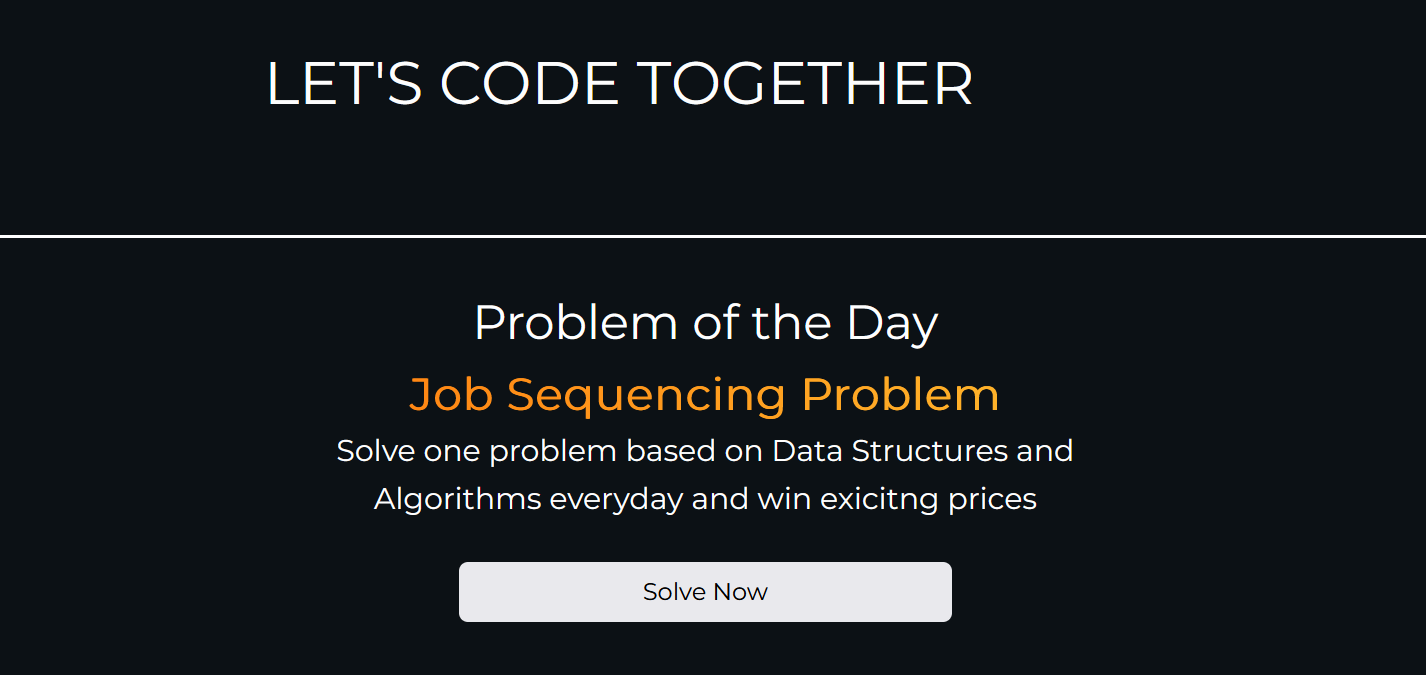 LET'S CODE TOGETHER
Problem of the Day
Job Sequencing Problem
Solve one problem based on Data Structures and
Algorithms everyday and win exicitng prices
Solve Now